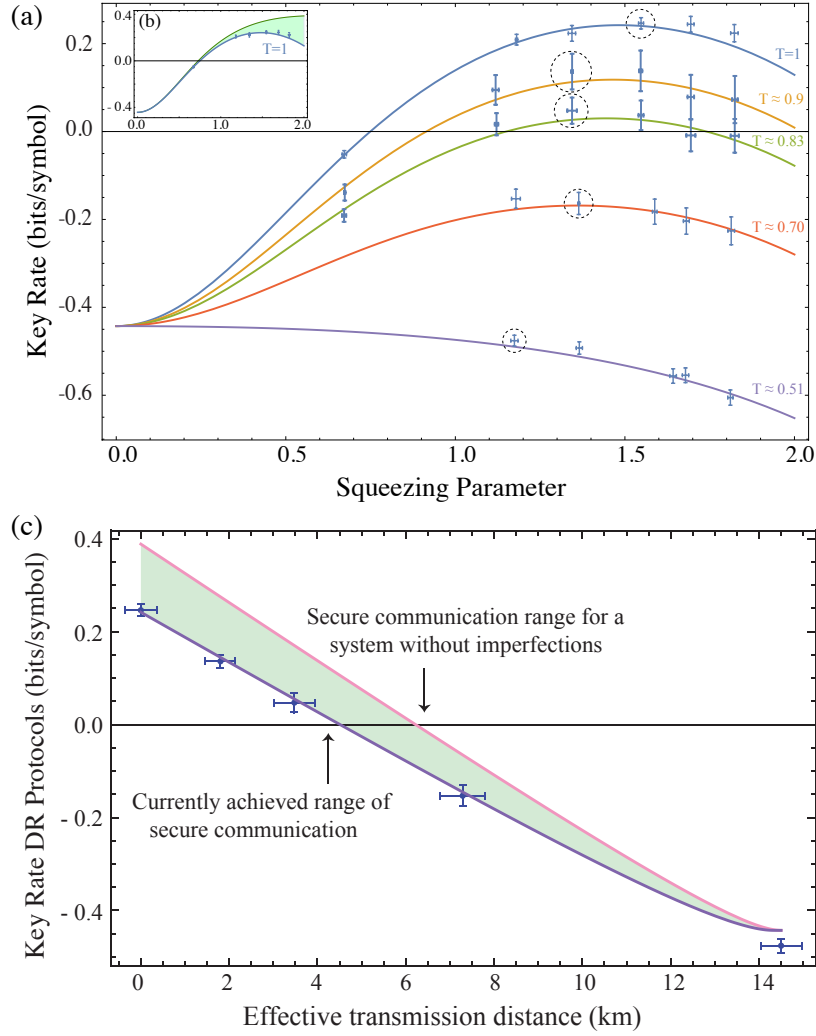 (a)
(b)
0.4
0.0
- 0.4
0.0
1.0
2.0
T=1
0.2
0.0
-0.2
-0.4
-0.6
Key Rate (bits/symbol)
T=1
T ≈ 0.9
T ≈ 0.83
T ≈ 0.70
T ≈ 0.51
0.0
0.5
1.0
1.5
2.0
Squeezing Parameter
(c)
0.4
0.2
0.0
- 0.2
- 0.4
Key Rate DR Protocols (bits/symbol)
Secure communication range for a
system without imperfections
Currently achieved range of
secure communication
0
2
4
6
8
10
12
14
Effective transmission distance (km)